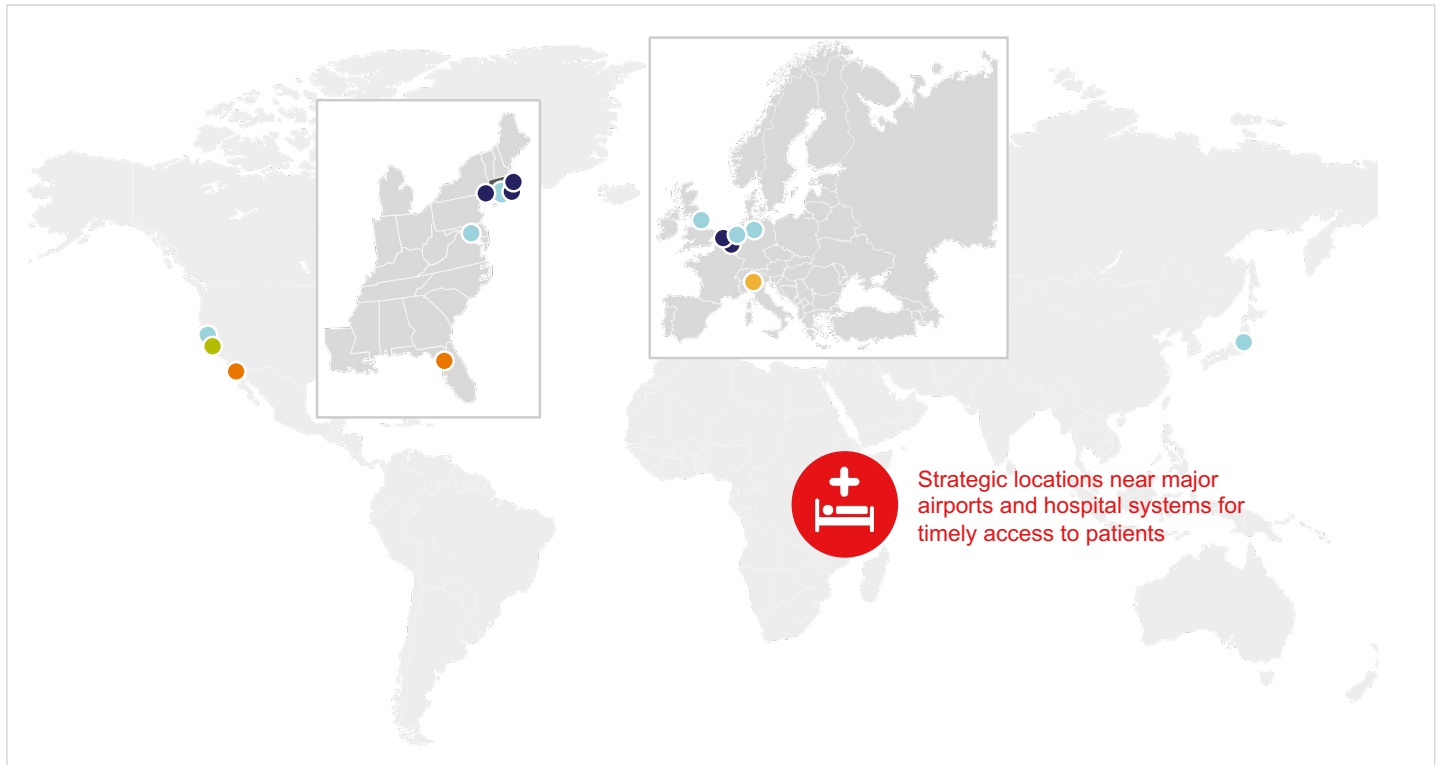 Strategic locations near major
airports and hospital systems for
timely access to patients